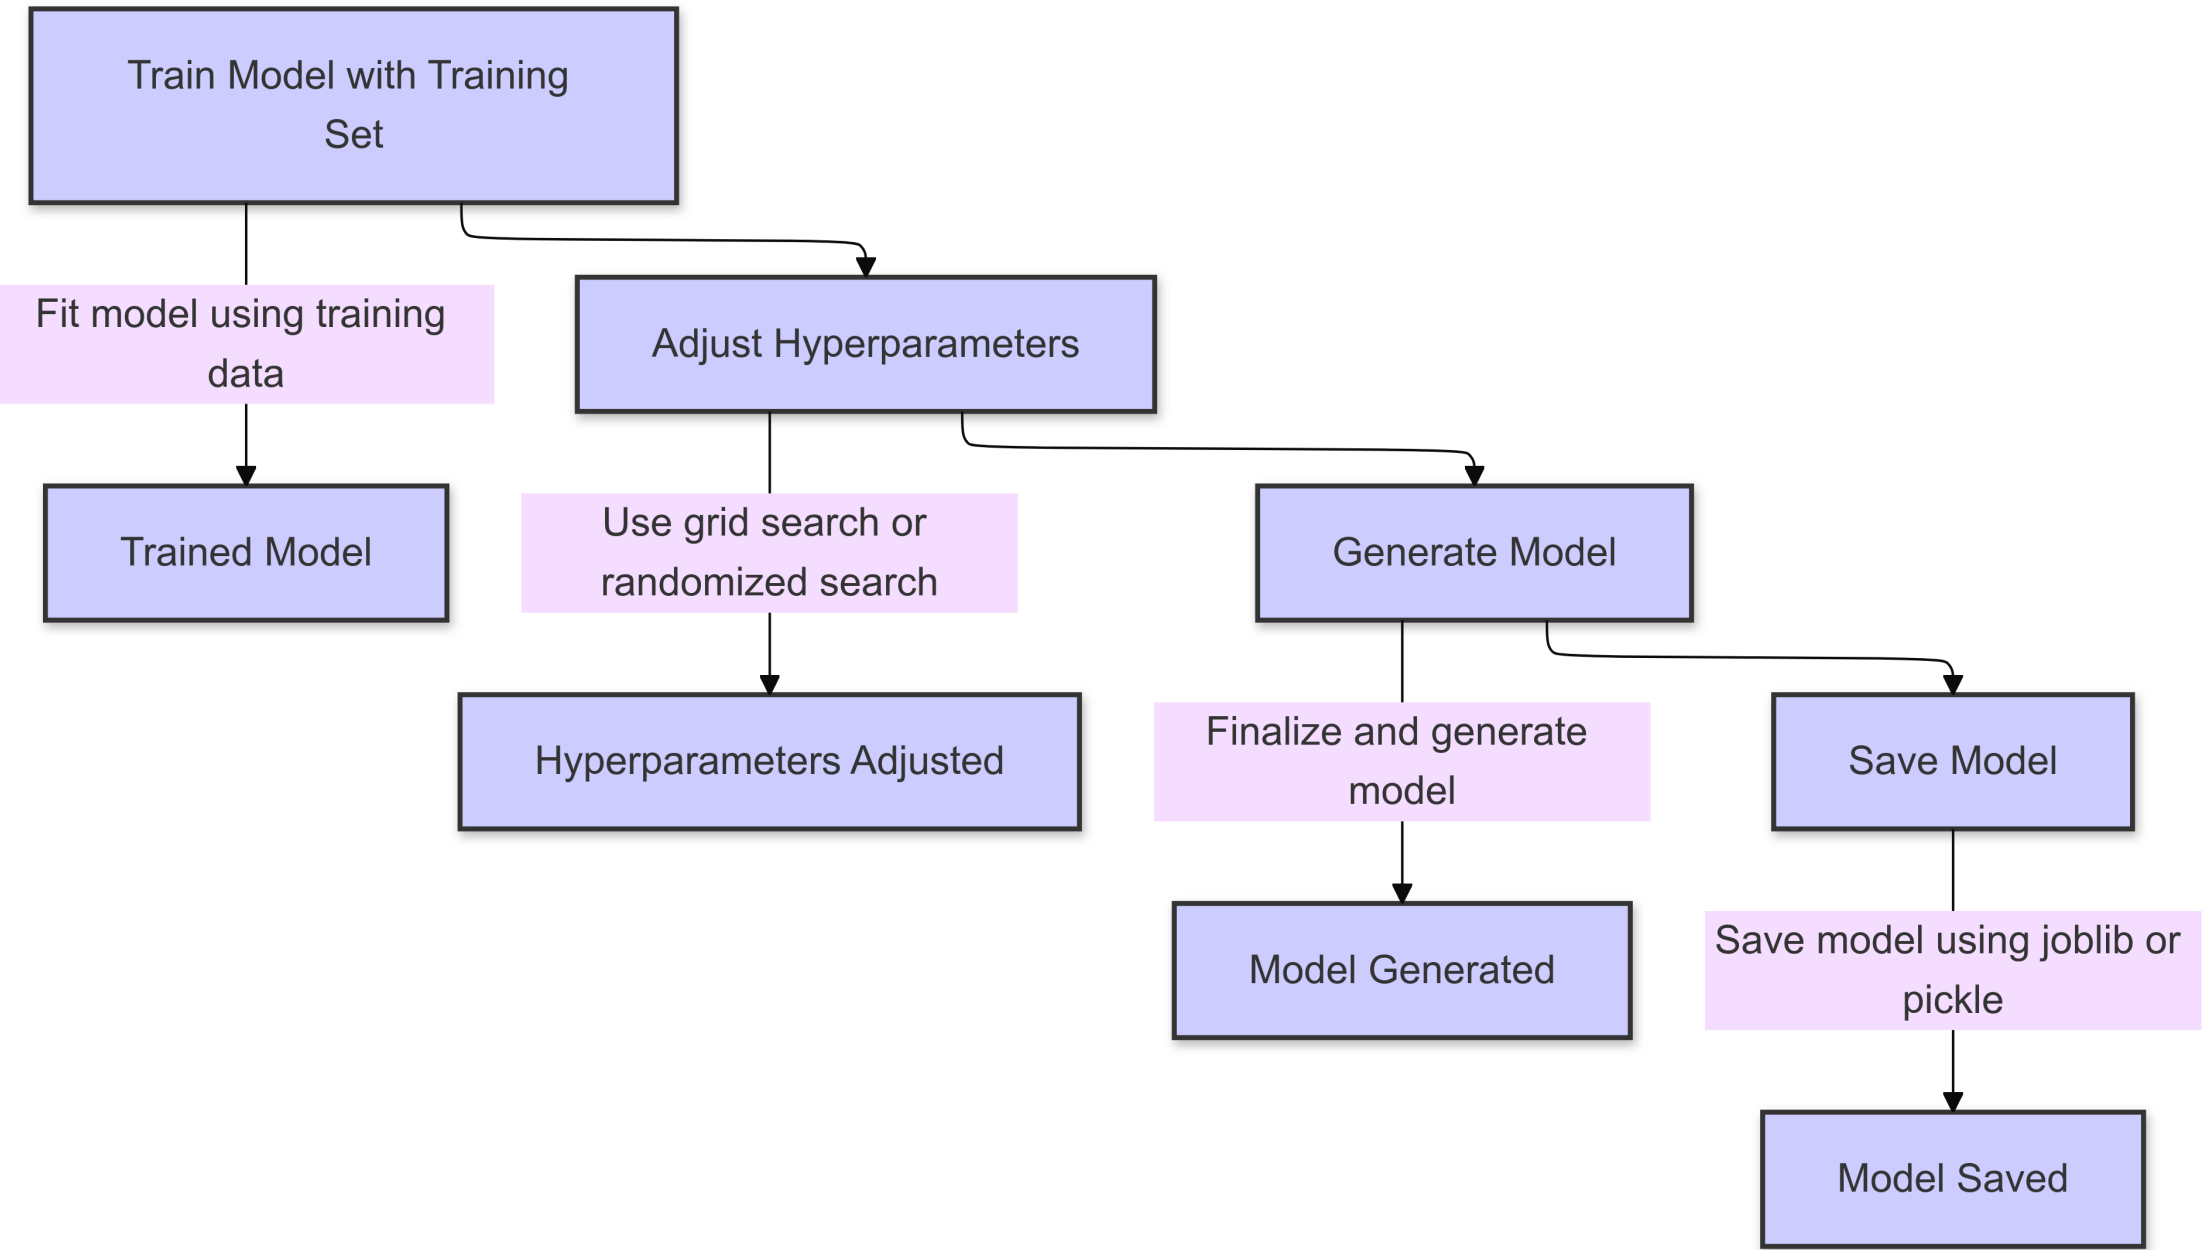 Train Model with Training
Set
Fit model using training
data
Adjust Hyperparameters
Trained Model
Use grid search or
randomized search
Generate Model
Hyperparameters Adjusted
Finalize and generate
model
Save Model
Model Generated
Save model using joblib or
pickle
Model Saved